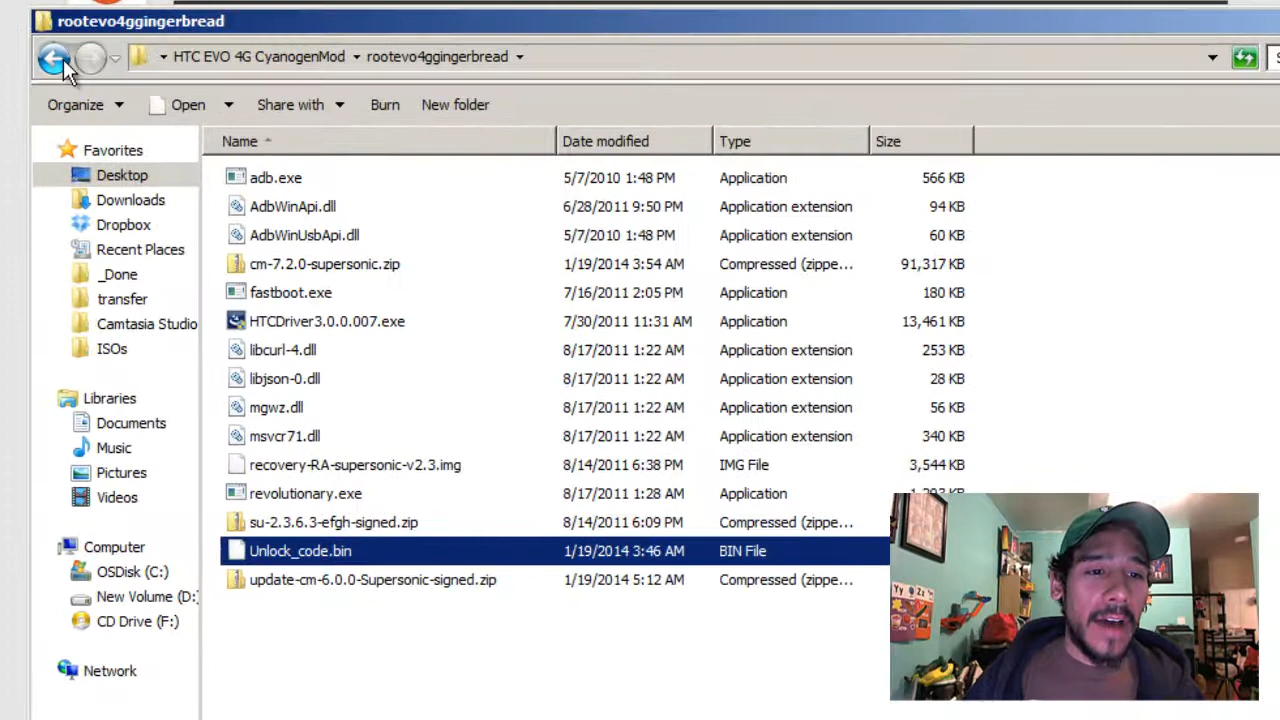 rootevo4ggingerbread
HTC EVO 4G CyanogenMod rootevo4ggingerbread
Organize Open Share with Burn New folder
Name Date modified Type Size
Favorites
Desktop
Downloads
Dropbox
Recent Places
_Done
transfer
Camtasia Studio
ISOs
Libraries
Documents
Music
Pictures
Videos
Computer
OSDisk (C:)
New Volume (D:
CD Drive (F:)
Network
adb.exe 5/7/2010 1:48 PM Application 566 KB
AdbWinApi.dll 6/28/2011 9:50 PM Application extension 94 KB
AdbWinUsbApi.dll 5/7/2010 1:48 PM Application extension 60 KB
cm-7.2.0-supersonic.zip 1/19/2014 3:54 AM Compressed (zippe... 91,317 KB
fastboot.exe 7/16/2011 2:05 PM Application 180 KB
HTCDriver3.0.0.007.exe 7/30/2011 11:31 AM Application 13,461 KB
libcurl-4.dll 8/17/2011 1:22 AM Application extension 253 KB
libjson-0.dll 8/17/2011 1:22 AM Application extension 28 KB
mgwz.dll 8/17/2011 1:22 AM Application extension 56 KB
msvcr71.dll 8/17/2011 1:22 AM Application extension 340 KB
recovery-RA-supersonic-v2.3.img 8/14/2011 6:38 PM IMG File 3,544 KB
revolutionary.exe 8/17/2011 1:28 AM Application KB
su-2.3.6.3-efgh-signed.zip 8/14/2011 6:09 PM Compressed (zippe...
Unlock_code.bin 1/19/2014 3:46 AM BIN File
update-cm-6.0.0-Supersonic-signed.zip 1/19/2014 5:12 AM Compressed (zippe...
Yy Zz